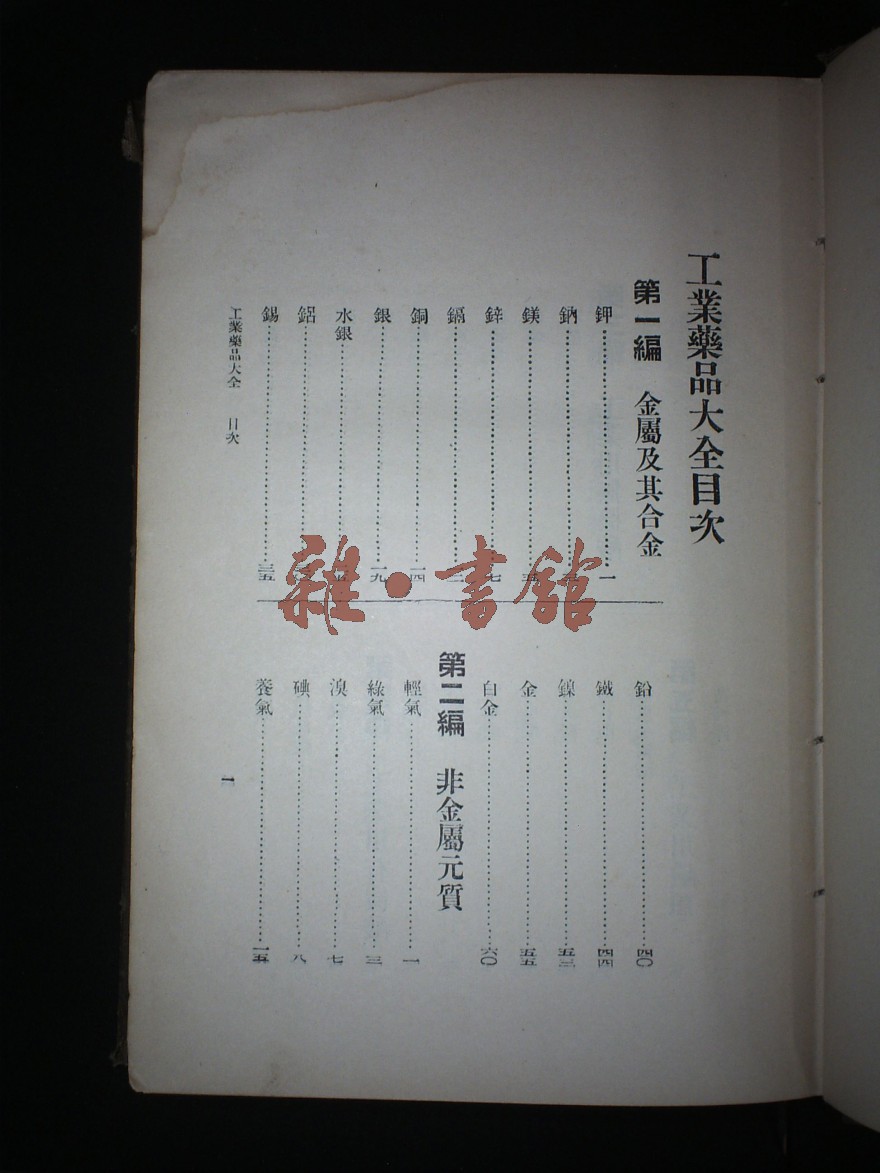 工業藥品大全目次
第一編　金屬及其合金
鉀……一
鈉……
鎂……
鋅……七
鎘……
銅……一四
銀……一九
水銀……
鋁……
錫……三五
鉛……四〇
鐵……四四
鎳……五三
金……五五
白金……六〇
第二編　非金屬元質
輕氣……一
綠氣……三
溴……七
碘……八
養氣……
工業藥品大全　目次
一
雜·書館